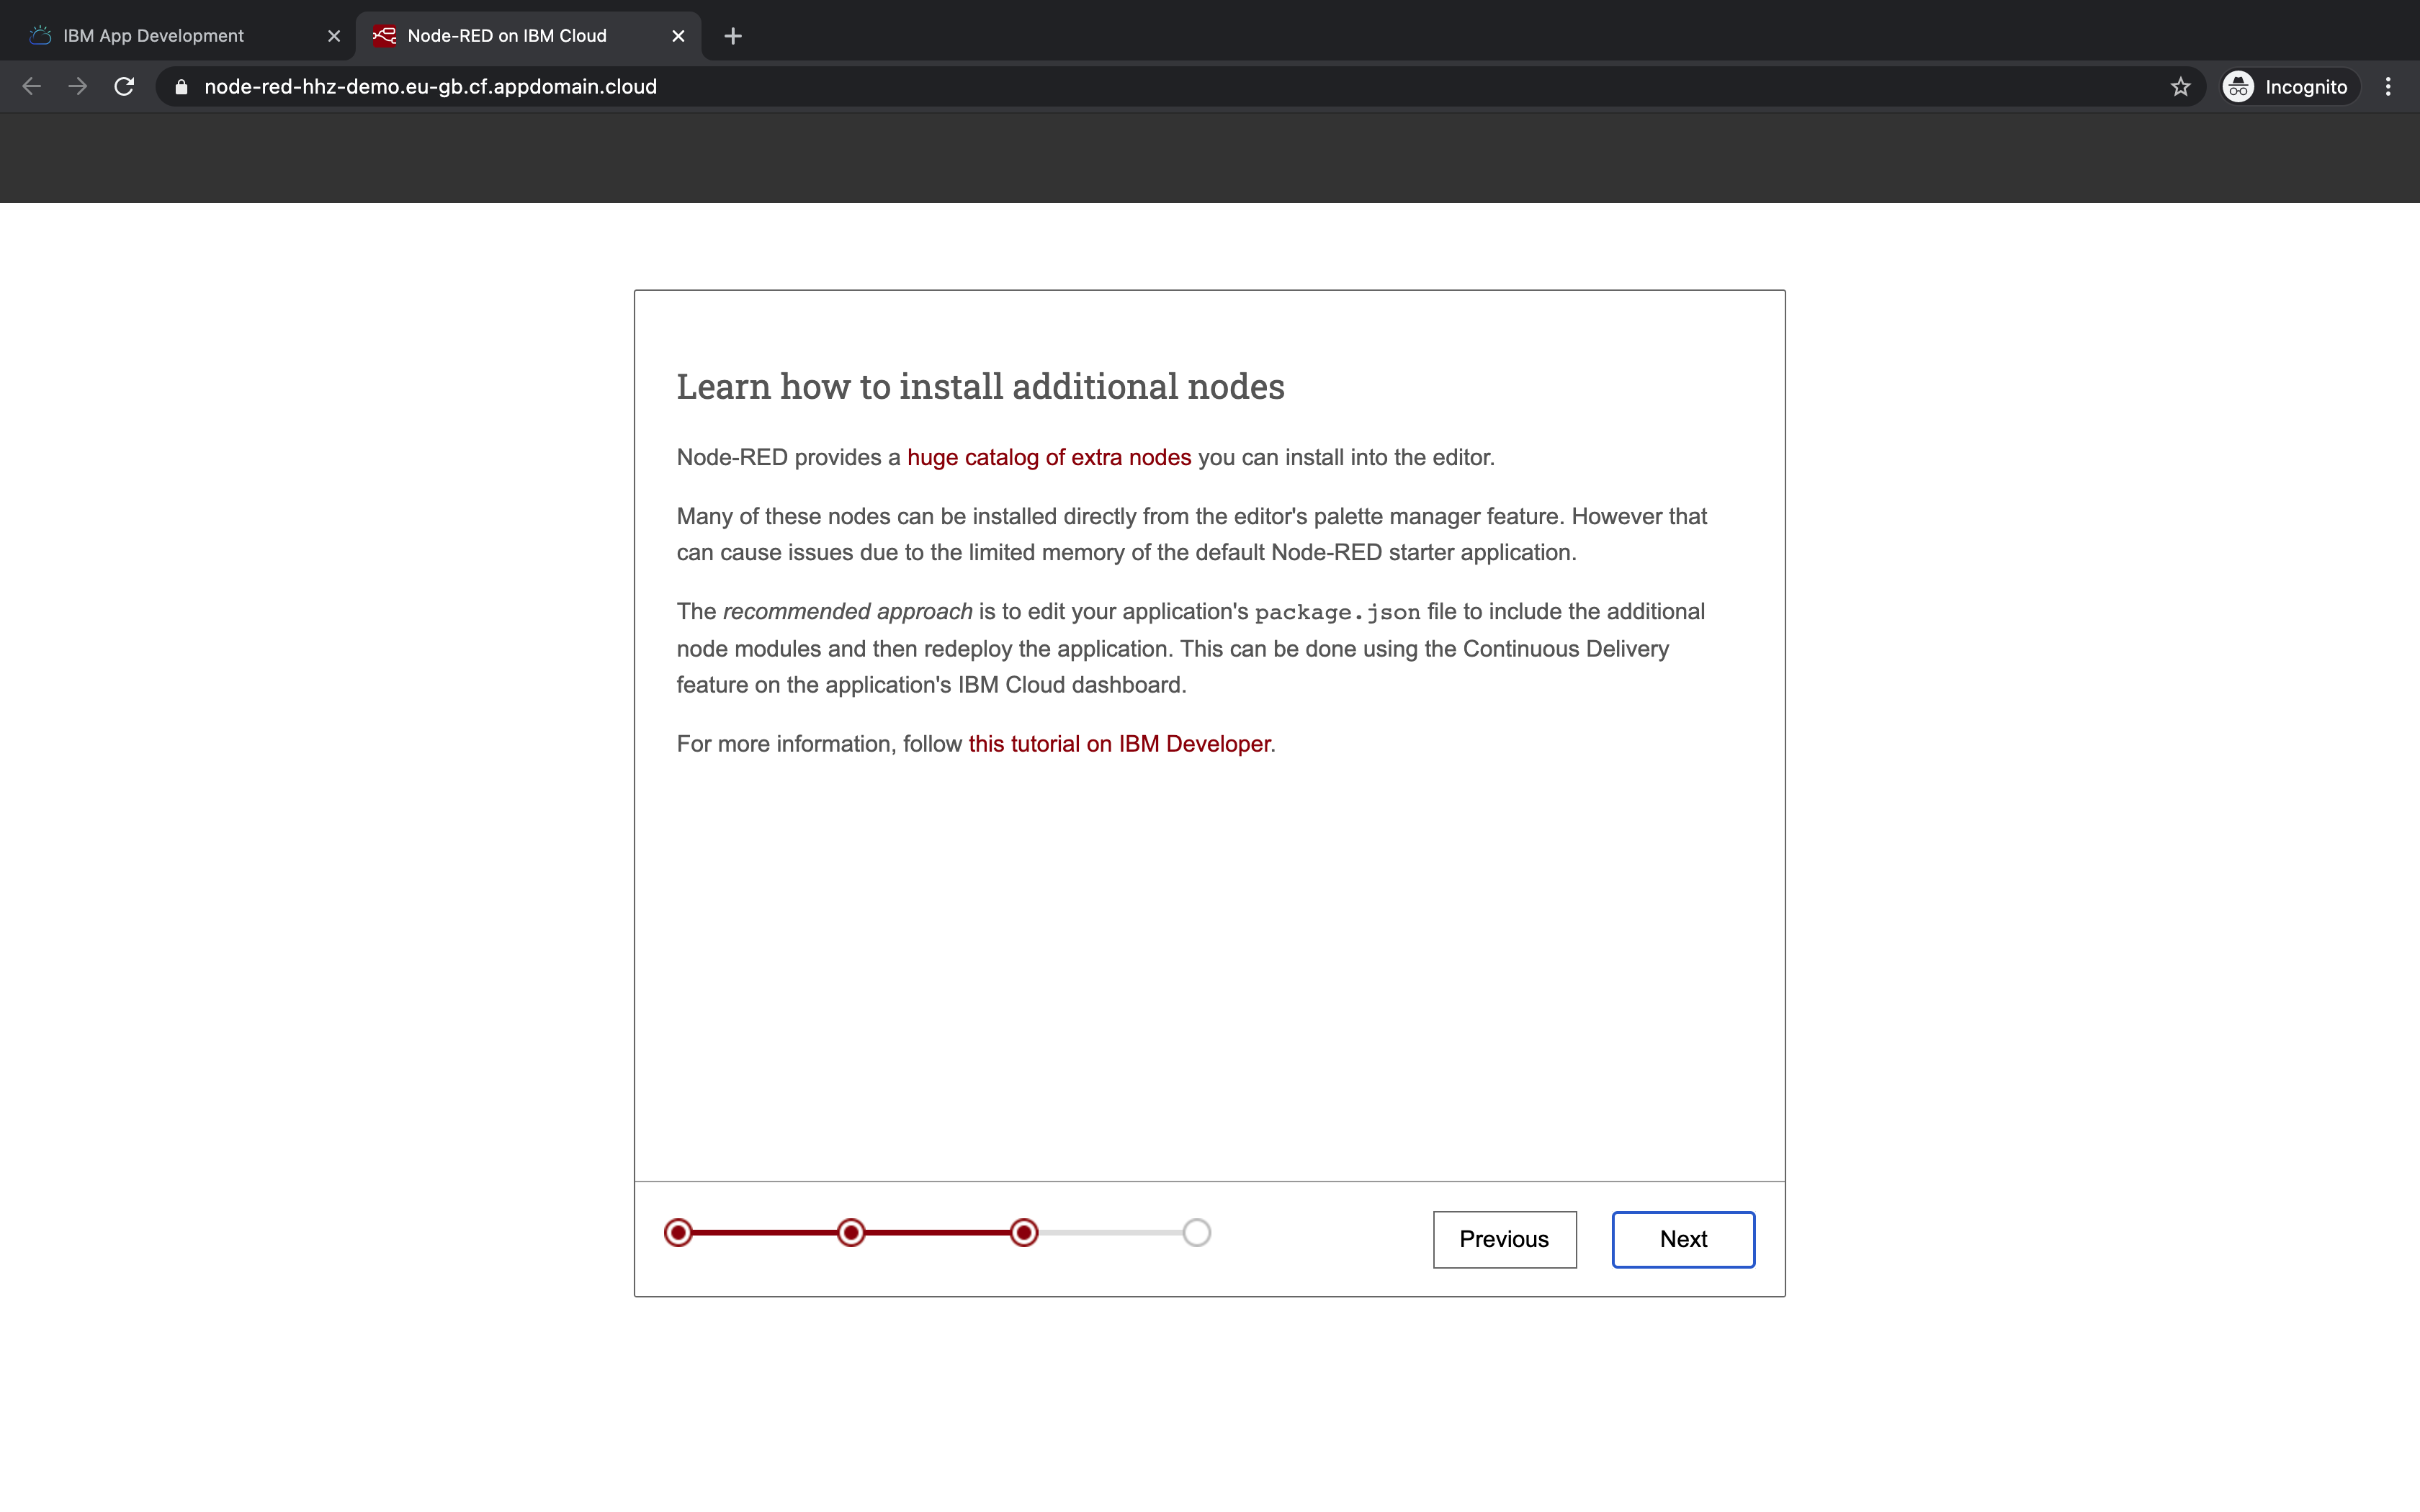 IBM App Development
Node-RED on IBM Cloud
node-red-hhz-demo.eu-gb.cf.appdomain.cloud
Incognito
Learn how to install additional nodes
Node-RED provides a huge catalog of extra nodes you can install into the editor.
Many of these nodes can be installed directly from the editor's palette manager feature. However that
can cause issues due to the limited memory of the default Node-RED starter application.
The recommended approach is to edit your application's package.json file to include the additional
node modules and then redeploy the application. This can be done using the Continuous Delivery
feature on the application's IBM Cloud dashboard.
For more information, follow this tutorial on IBM Developer.
Previous
Next